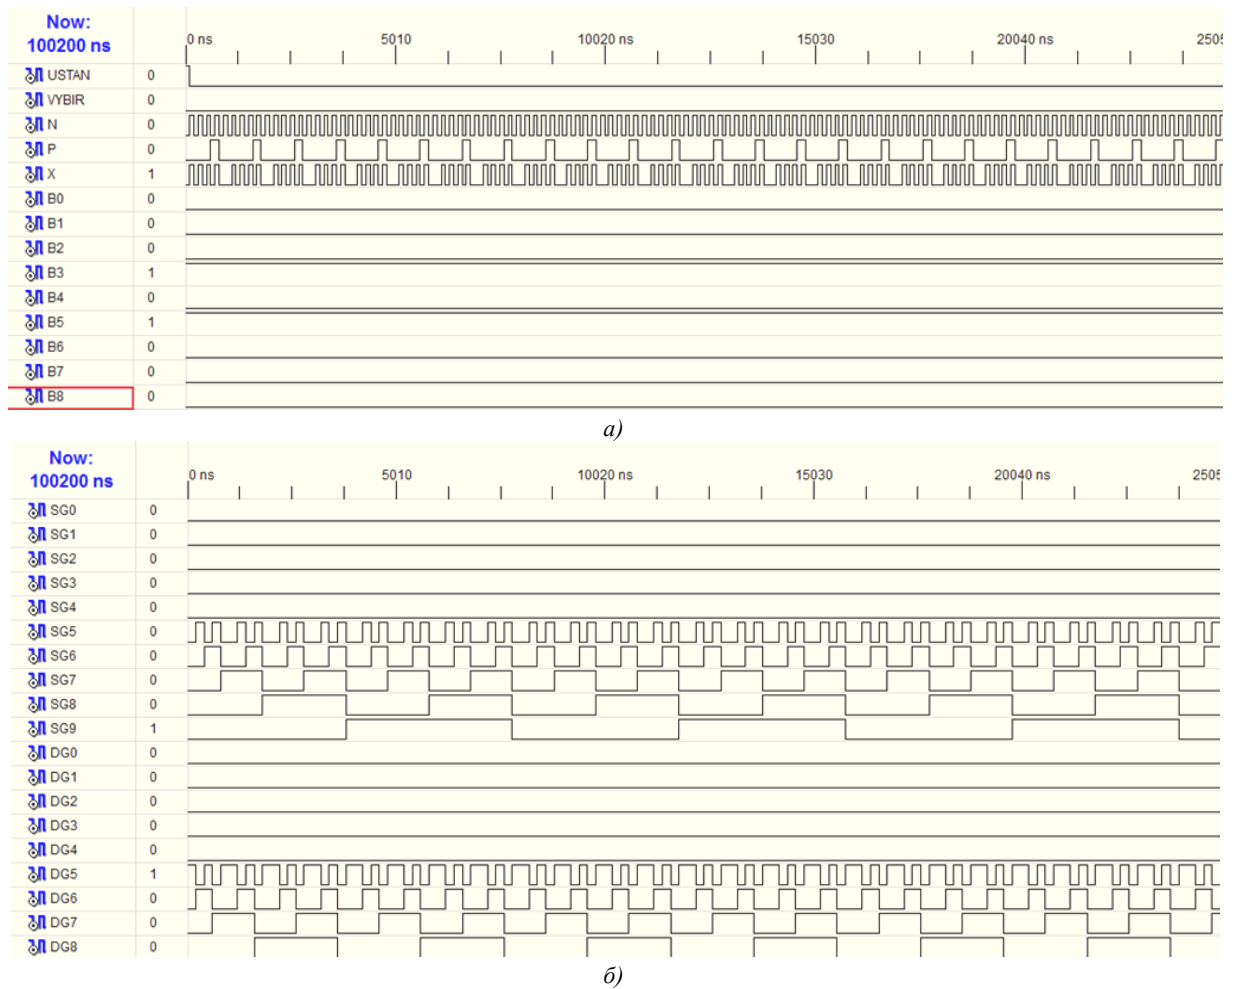 Now:
100200 ns
0 ns 5010 10020 ns 15030 20040 ns 2505
USTAN 0
VYBIR 0
N 0
P 0
X 1
B0 0
B1 0
B2 0
B3 1
B4 0
B5 1
B6 0
B7 0
B8 0
а)
Now:
100200 ns
0 ns 5010 10020 ns 15030 20040 ns 2505
SG0 0
SG1 0
SG2 0
SG3 0
SG4 0
SG5 0
SG6 0
SG7 0
SG8 0
SG9 1
DG0 0
DG1 0
DG2 0
DG3 0
DG4 0
DG5 1
DG6 0
DG7 0
DG8 0
б)